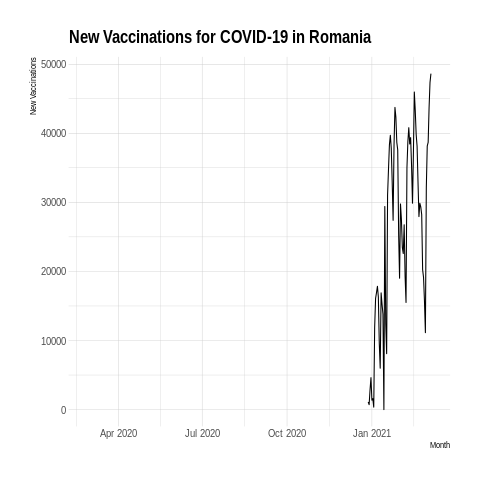 New Vaccinations for COVID-19 in Romania
New Vaccinations
50000
40000
30000
20000
10000
0
Apr 2020 Jul 2020 Oct 2020 Jan 2021
Month